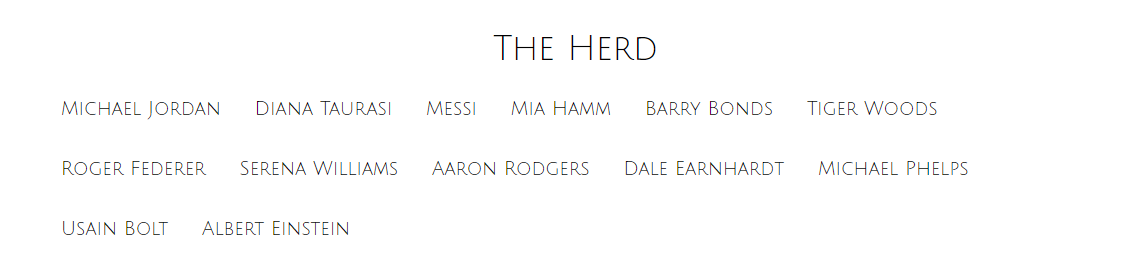 The Herd
Michael Jordan Diana Taurasi Messi Mia Hamm Barry Bonds Tiger Woods
Roger Federer Serena Williams Aaron Rodgers Dale Earnhardt Michael Phelps
Usain Bolt Albert Einstein